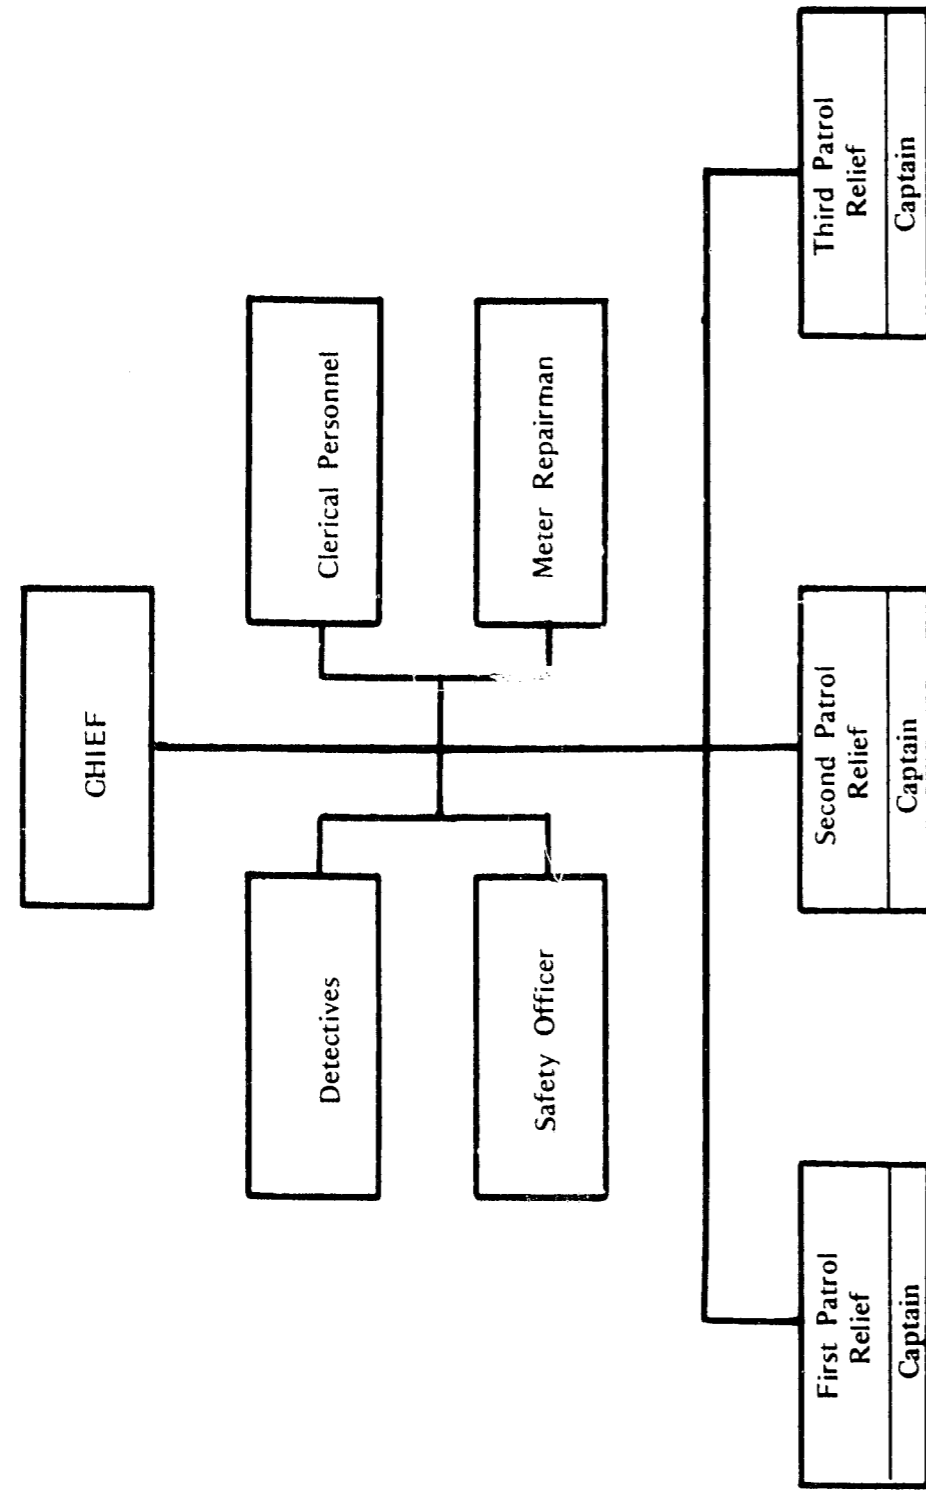 CHIEF
Detectives
Clerical Personnel
Safety Officer
Meter Repairman
First Patrol
Relief
Captain
Second Patrol
Relief
Captain
Third Patrol
Relief
Captain